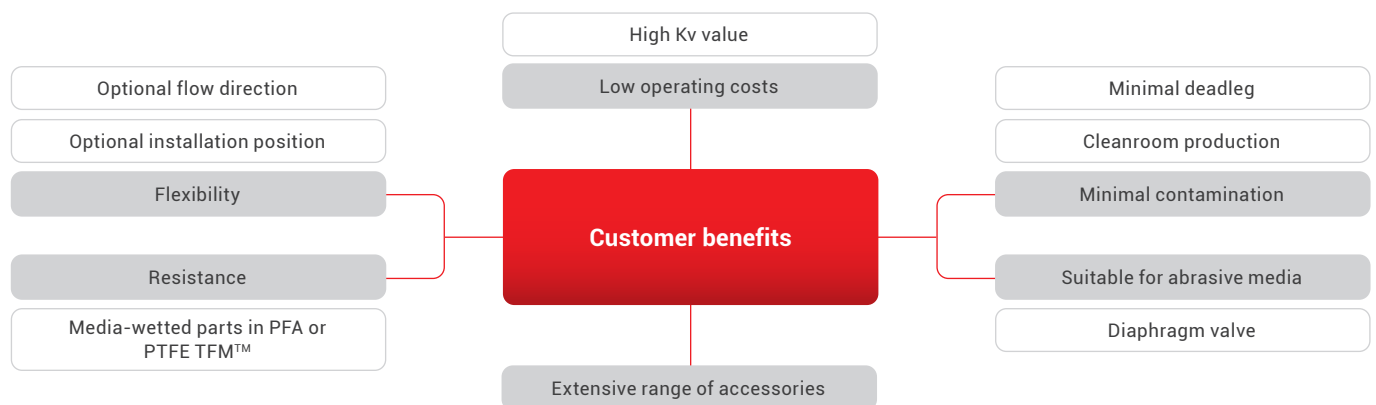 High Kv value
Low operating costs
Optional flow direction
Optional installation position
Flexibility
Resistance
Media-wetted parts in PFA or
PTFE TFM™
Customer benefits
Minimal deadleg
Cleanroom production
Minimal contamination
Suitable for abrasive media
Diaphragm valve
Extensive range of accessories